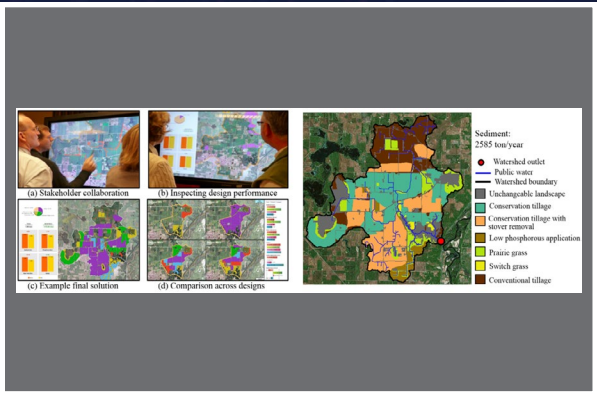 (a) Stakeholder collaboration
(b) Inspecting design performance
(c) Example final solution
(d) Comparison across designs
Sediment:
2585 ton/year
Watershed outlet
Public water
Watershed boundary
Unchangeable landscape
Conservation tillage
Conservation tillage with
stover removal
Low phosphorous application
Prairie grass
Switch grass
Conventional tillage